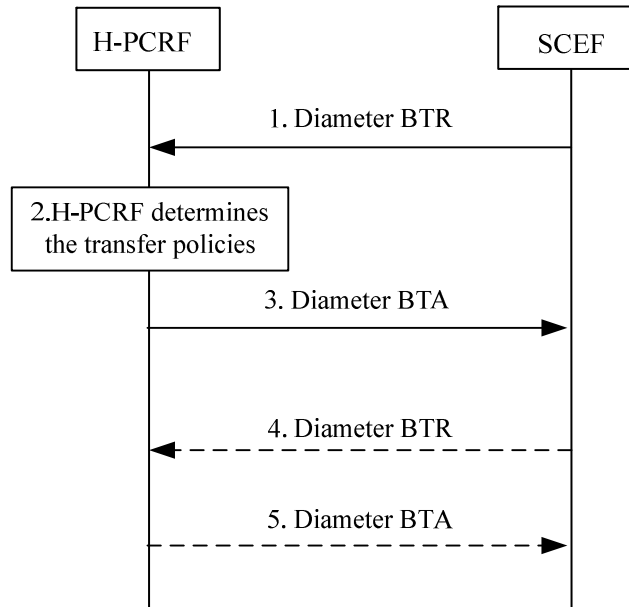 H-PCRF
SCEF
1. Diameter BTR
2.H-PCRF determines
the transfer policies
3. Diameter BTA
4. Diameter BTR
5. Diameter BTA